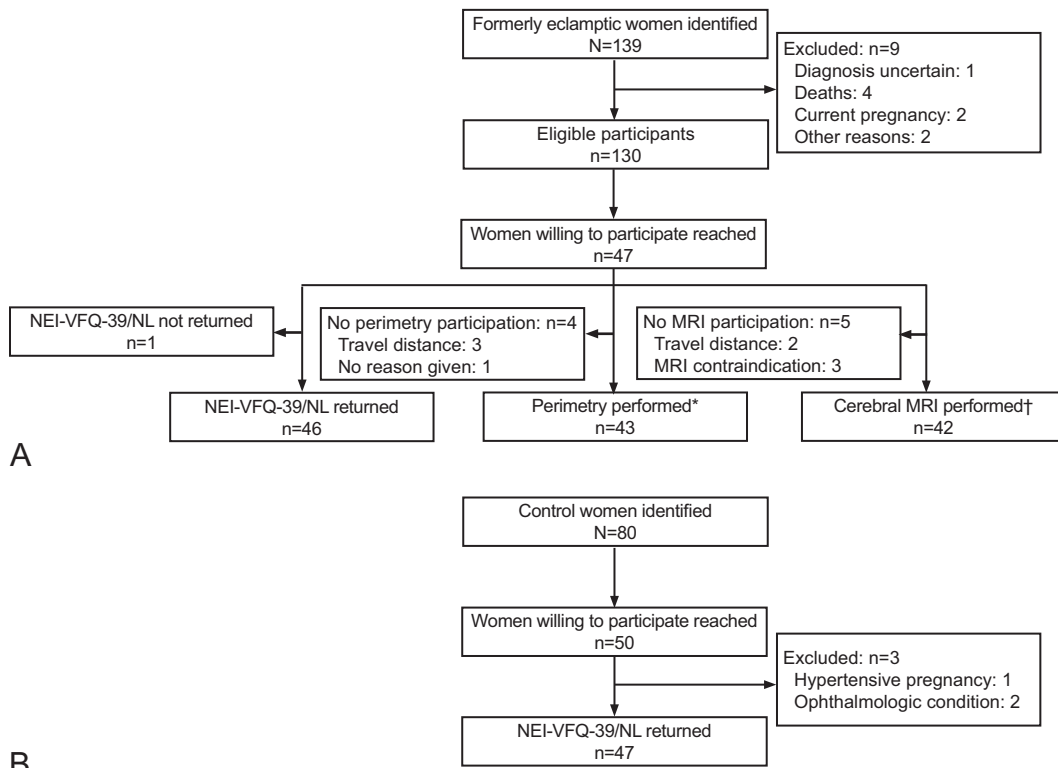 Formerly eclamptic women identified
N=139
Excluded: n=9
Diagnosis uncertain: 1
Deaths: 4
Current pregnancy: 2
Other reasons: 2
Eligible participants
n=130
Women willing to participate reached
n=47
NEI-VFQ-39/NL not returned
n=1
No perimetry participation: n=4
Travel distance: 3
No reason given: 1
No MRI participation: n=5
Travel distance: 2
MRI contraindication: 3
NEI-VFQ-39/NL returned
n=46
Perimetry performed*
n=43
Cerebral MRI performed†
n=42
A
Control women identified
N=80
Women willing to participate reached
n=50
Excluded: n=3
Hypertensive pregnancy: 1
Ophthalmologic condition: 2
NEI-VFQ-39/NL returned
n=47
B